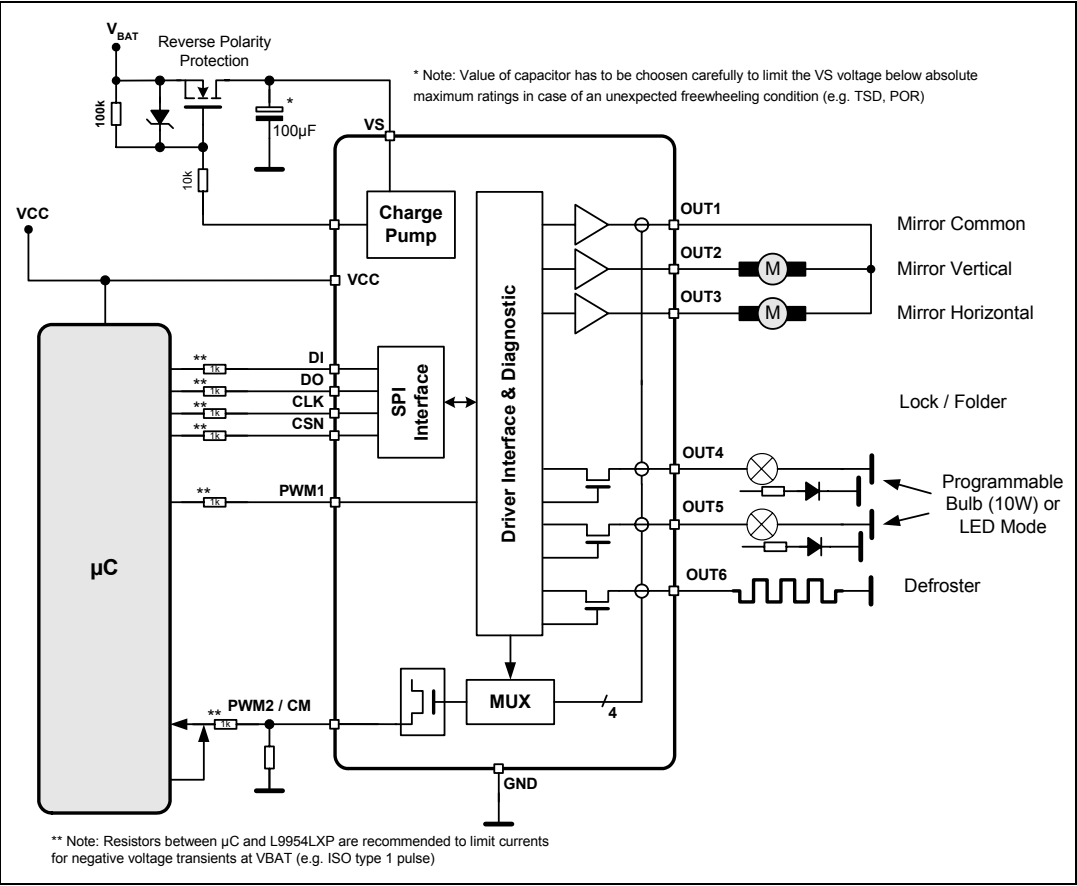 VBAT
Reverse Polarity
Protection
* Note: Value of capacitor has to be choosen carefully to limit the VS voltage below absolute
maximum ratings in case of an unexpected freewheeling condition (e.g. TSD, POR)
100k
*
100µF
VS
10k
Charge
Pump
VCC
VCC
OUT1
Mirror Common
OUT2
M
Mirror Vertical
OUT3
M
Mirror Horizontal
Driver Interface & Diagnostic
SPI
Interface
**
1k
DI
**
1k
DO
**
1k
CLK
**
1k
CSN
Lock / Folder
**
1k
PWM1
OUT4
OUT5
Programmable
Bulb (10W) or
LED Mode
µC
OUT6
Defroster
MUX
4
**
1k
PWM2 / CM
GND
** Note: Resistors between µC and L9954LXP are recommended to limit currents
for negative voltage transients at VBAT (e.g. ISO type 1 pulse)